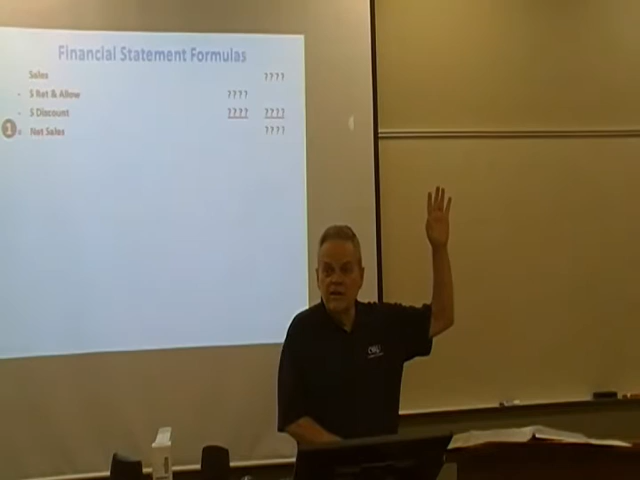 Financial Statement Formulas
Sales ????
- S Ret & Allow ????
- S Discount ???? ????
1 = Net Sales ????